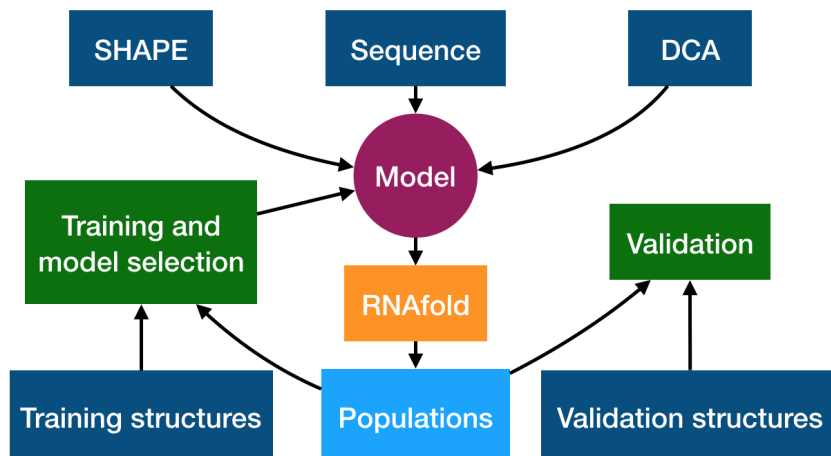 SHAPE
Sequence
DCA
Model
Training and
model selection
Validation
RNAfold
Training structures
Populations
Validation structures